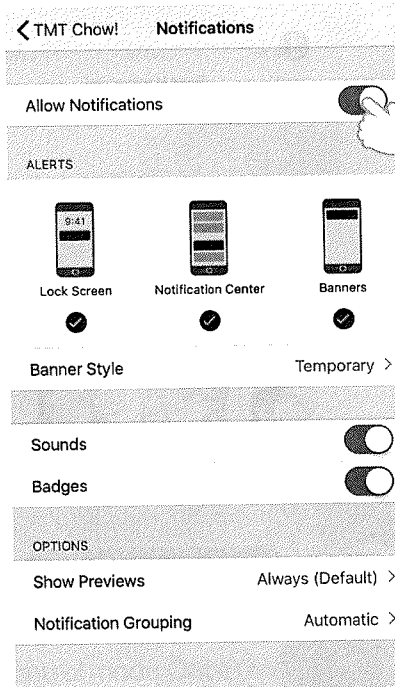 TMT Chow! Notifications
Allow Notifications
ALERTS
9:41
Lock Screen Notification Center Banners
Banner Style Temporary
Sounds
Badges
OPTIONS
Show Previews Always (Default)
Notification Grouping Automatic